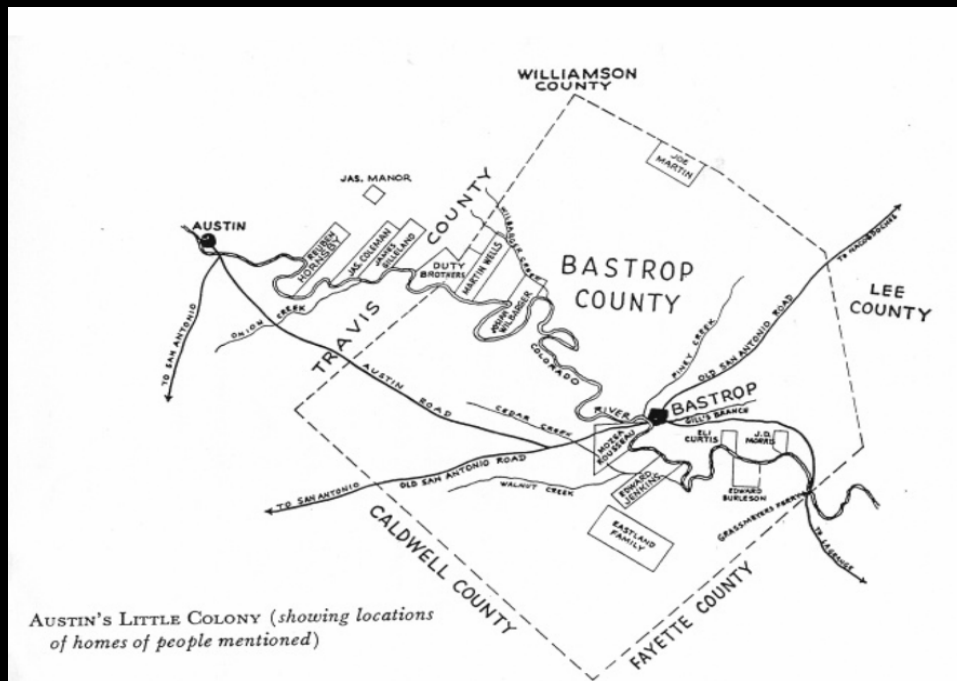 WILLIAMSON
COUNTY
JOE
MARTIN
JAS. MANOR
AUSTIN
REUBEN
HORNSBY
JAS. COLEMAN
JAMES
GILLELAND
COUNTY
WILBARGER CREEK
DUTY
BROTHERS
MARTIN WELLS
JOSIAH
WILBARGER
BASTROP
COUNTY
TO NACOGDOCHES
LEE
COUNTY
ONION CREEK
TRAVIS
TO SAN ANTONIO
COLORADO
RIVER
PINEY CREEK
OLD SAN ANTONIO ROAD
AUSTIN
ROAD
CEDAR CREEK
BASTROP
GILL'S BRANCH
MOZEA
ROUSSEAU
ELI
CURTIS
J.D.
MORRIS
OLD SAN ANTONIO ROAD
TO SAN ANTONIO
WALNUT CREEK
EDWARD
JENKINS
EDWARD
BURLESON
GRASSMEYERS FERRY
EASTLAND
FAMILY
TO LAGRANGE
CALDWELL COUNTY
FAYETTE COUNTY
AUSTIN'S LITTLE COLONY (showing locations
of homes of people mentioned)